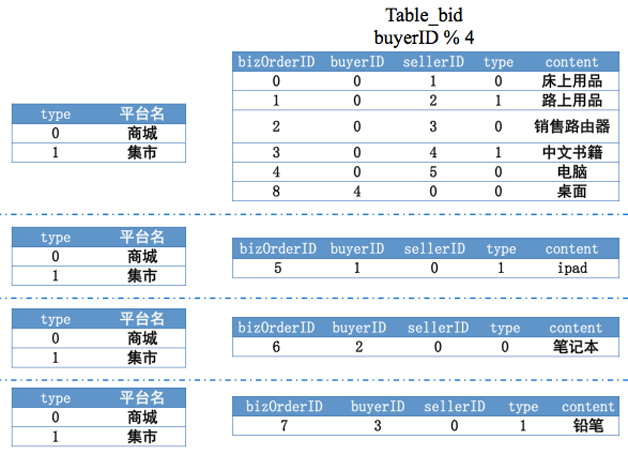 Table_bid
buyerID % 4
type 平台名
0 商城
1 集市
bizOrderID buyerID sellerID type content
0 0 1 0 床上用品
1 0 2 1 路上用品
2 0 3 0 销售路由器
3 0 4 1 中文书籍
4 0 5 0 电脑
8 4 0 0 桌面
type 平台名
0 商城
1 集市
bizOrderID buyerID sellerID type content
5 1 0 1 ipad
type 平台名
0 商城
1 集市
bizOrderID buyerID sellerID type content
6 2 0 0 笔记本
type 平台名
0 商城
1 集市
bizOrderID buyerID sellerID type content
7 3 0 1 铅笔